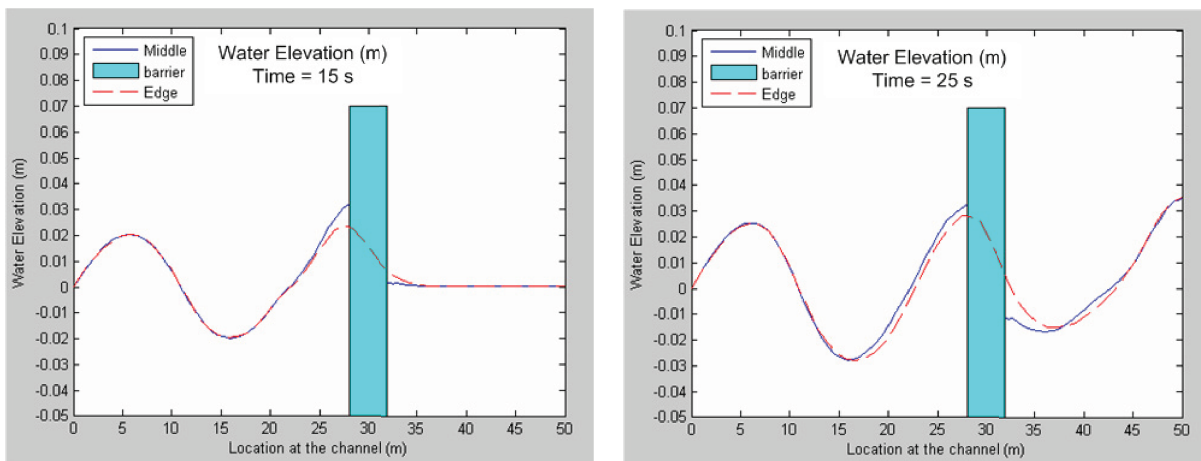 Water Elevation (m)
Time = 15 s
Middle
barrier
Edge
0.1
0.09
0.08
0.07
0.06
0.05
0.04
0.03
0.02
0.01
0
-0.01
-0.02
-0.03
-0.04
-0.05
Water Elevation (m)
0 5 10 15 20 25 30 35 40 45 50
Location at the channel (m)
Water Elevation (m)
Time = 25 s
Middle
barrier
Edge
0.1
0.09
0.08
0.07
0.06
0.05
0.04
0.03
0.02
0.01
0
-0.01
-0.02
-0.03
-0.04
-0.05
Water Elevation (m)
0 5 10 15 20 25 30 35 40 45 50
Location at the channel (m)